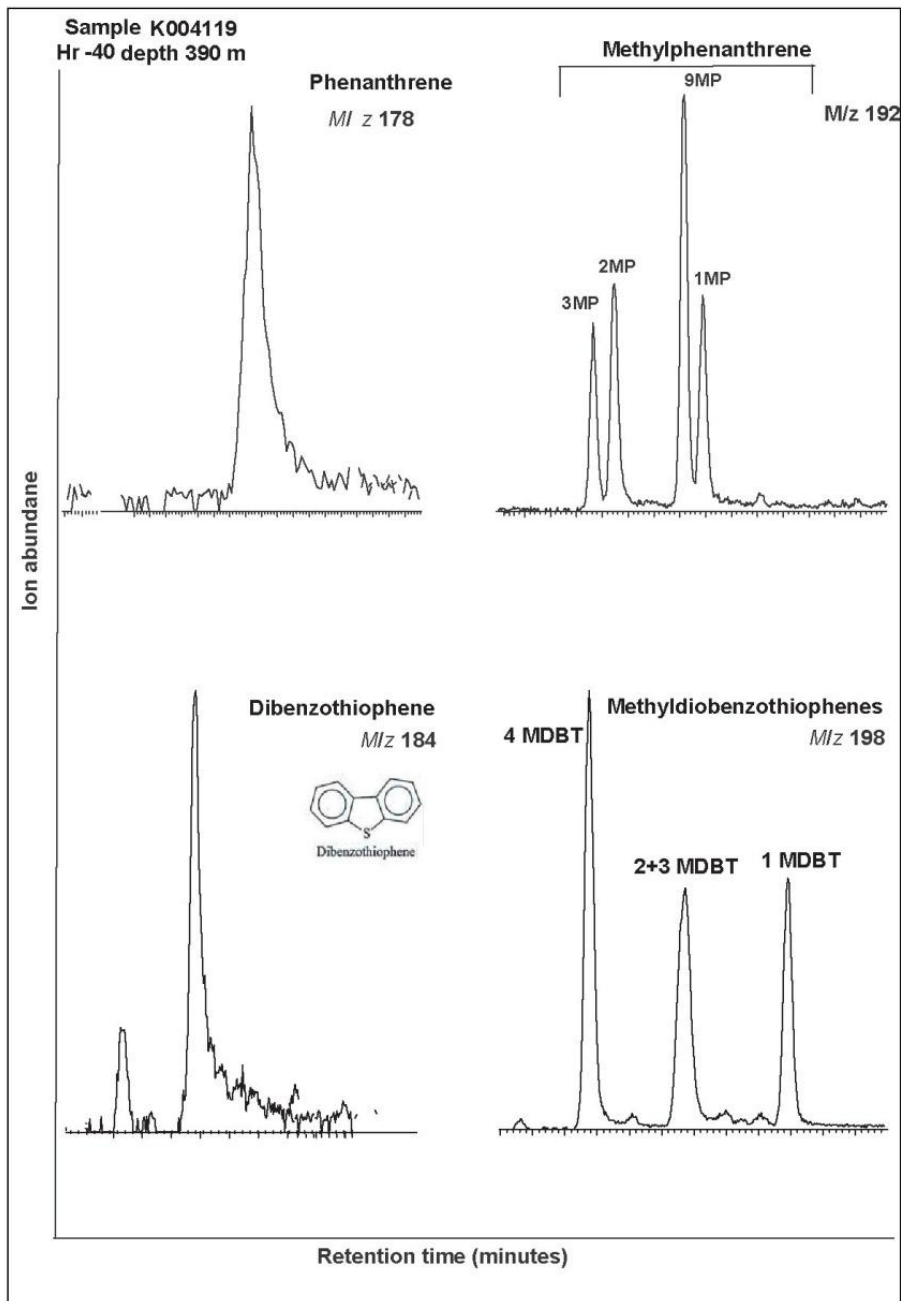 Sample K004119
Hr -40 depth 390 m
Phenanthrene
M/ z 178
Methylphenanthrene
9MP
M/z 192
2MP
1MP
3MP
Ion abundane
Dibenzothiophene
M/z 184
Dibenzothiophene
S
Methyldiobenzothiophenes
M/z 198
4 MDBT
2+3 MDBT
1 MDBT
Retention time (minutes)